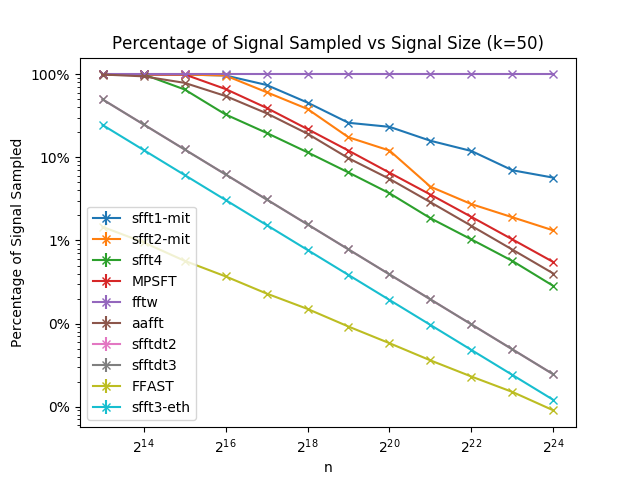 Percentage of Signal Sampled vs Signal Size (k=50)
Percentage of Signal Sampled
100%
10%
1%
0%
0%
sfft1-mit
sfft2-mit
sfft4
MPSFT
fftw
aafft
sfftdt2
sfftdt3
FFAST
sfft3-eth
2^14 2^16 2^18 2^20 2^22 2^24
n